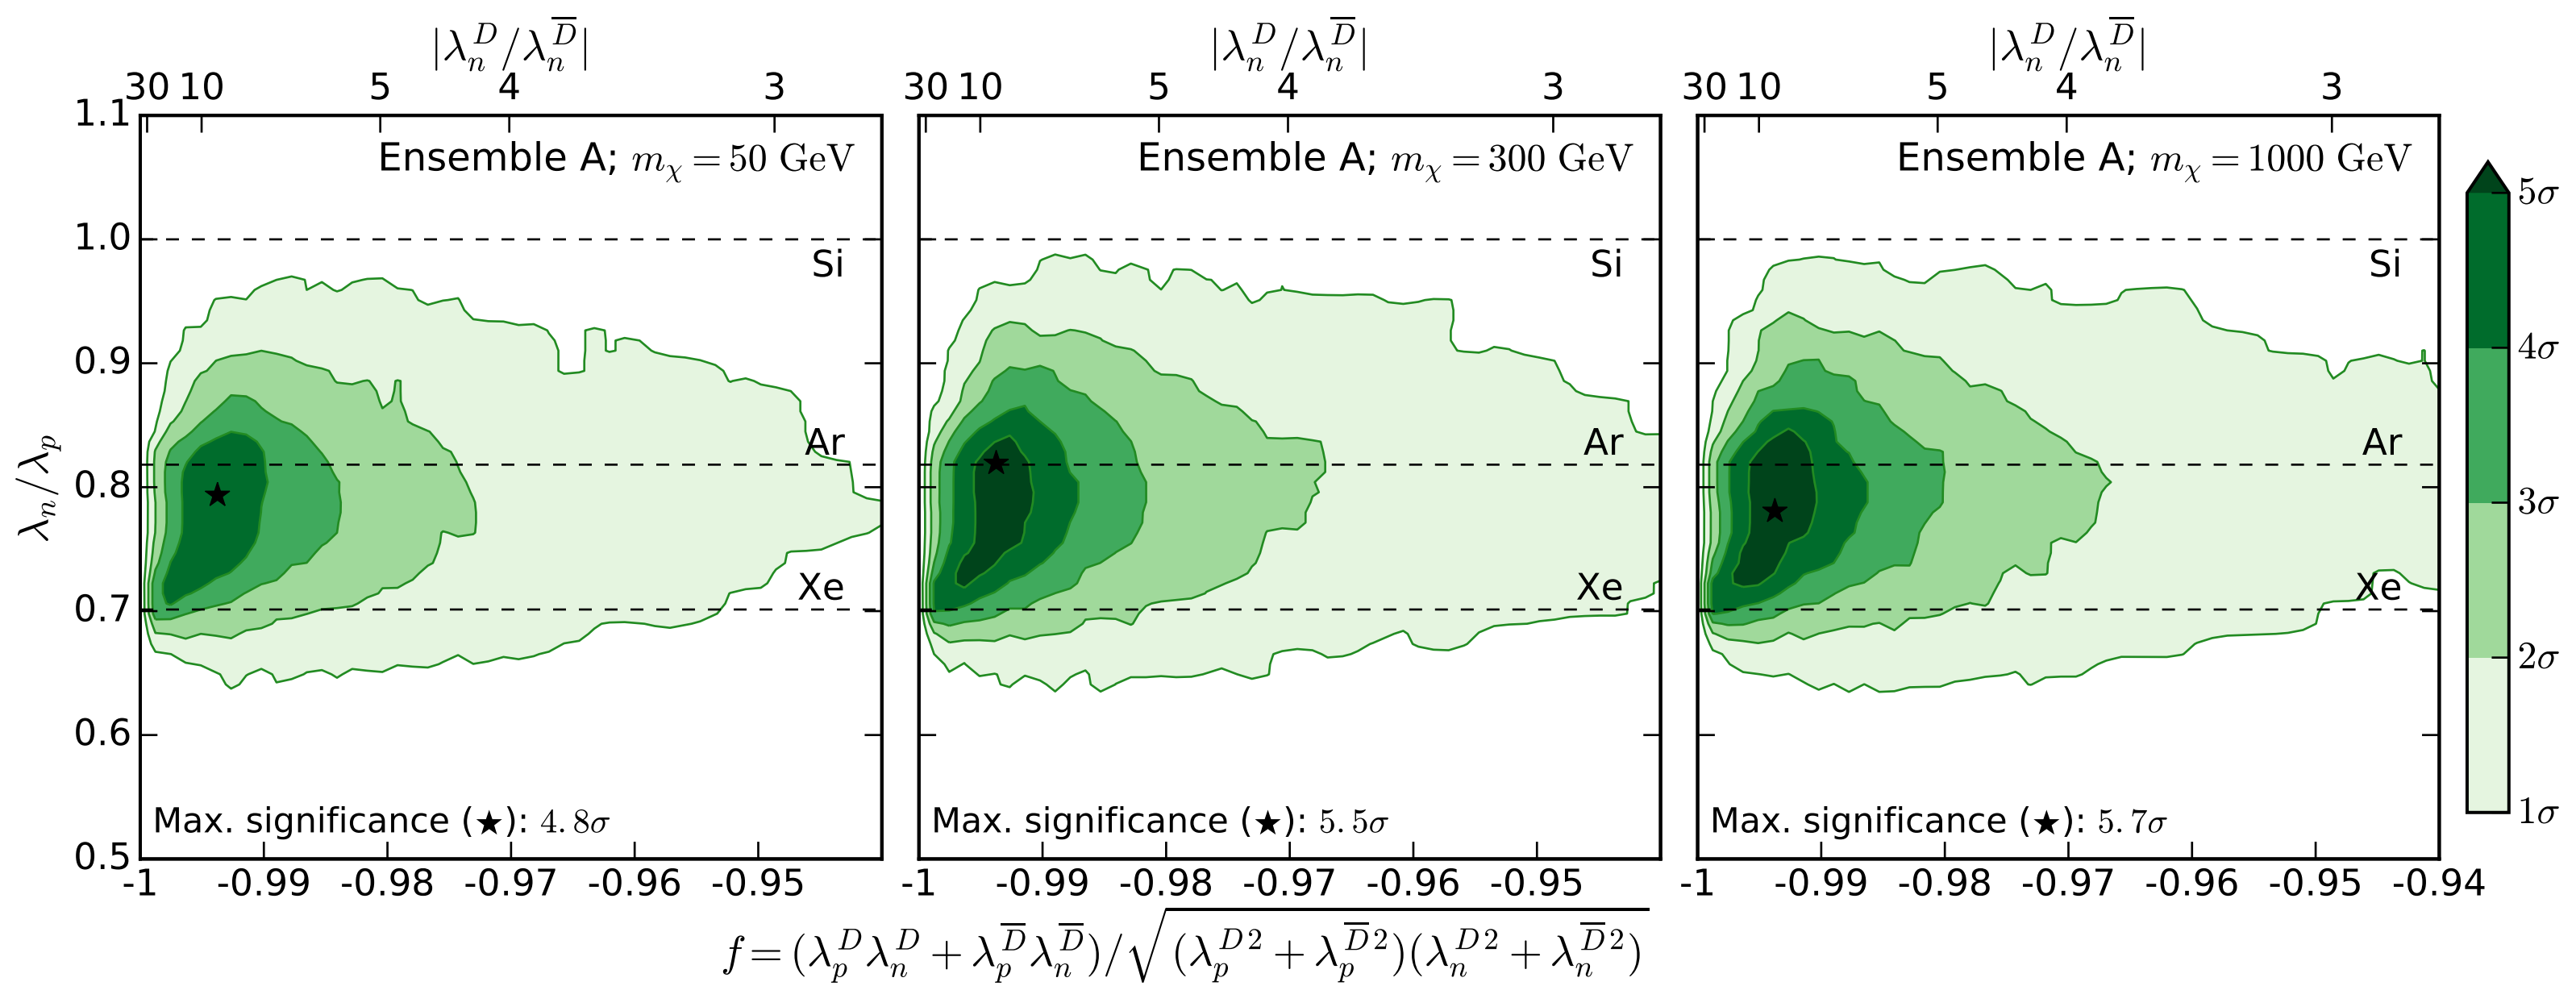 |λ_n^D/λ_n^D̅| |λ_n^D/λ_n^D̅| |λ_n^D/λ_n^D̅|
30 10 5 4 3 30 10 5 4 3 30 10 5 4 3
1.1
Ensemble A; m_χ = 50 GeV
Ensemble A; m_χ = 300 GeV
Ensemble A; m_χ = 1000 GeV
5σ
1.0
Si Si Si
4σ
0.9
Ar Ar Ar
λ_n/λ_p
0.8
3σ
Xe Xe Xe
0.7
2σ
0.6
Max. significance (★): 4.8σ
Max. significance (★): 5.5σ
Max. significance (★): 5.7σ
1σ
0.5
-1 -0.99 -0.98 -0.97 -0.96 -0.95 -1 -0.99 -0.98 -0.97 -0.96 -0.95 -1 -0.99 -0.98 -0.97 -0.96 -0.95 -0.94
f = (λ_p^D λ_n^D + λ_p^D̅ λ_n^D̅)/√(λ_p^D2 + λ_p^D̅2)(λ_n^D2 + λ_n^D̅2)